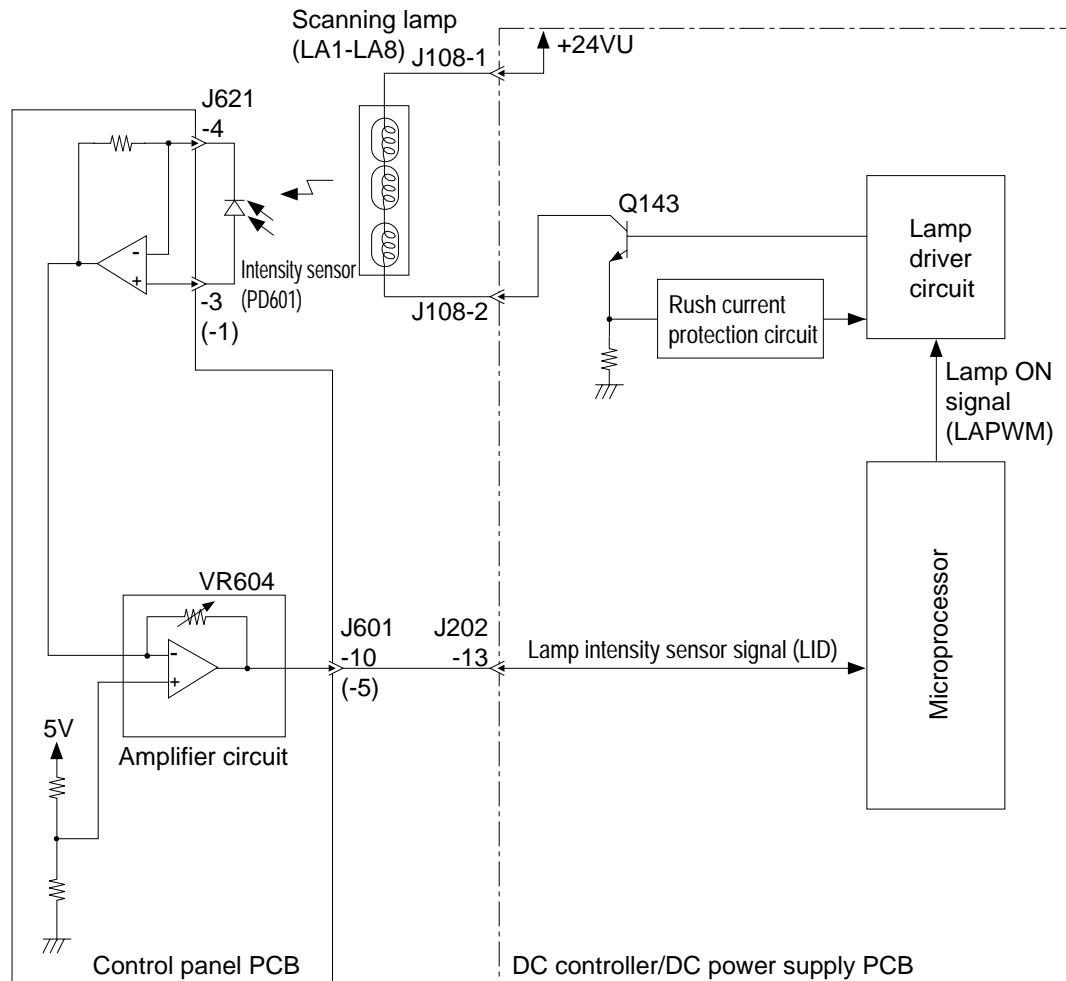 Scanning lamp
(LA1-LA8)
J108-1
+24VU
J621
-4
Q143
Lamp
driver
circuit
-
+
Intensity sensor
(PD601)
-3
(-1)
J108-2
Rush current
protection circuit
Lamp ON
signal
(LAPWM)
VR604
J601
J202
-
-10
-13
Lamp intensity sensor signal (LID)
+
(-5)
Microprocessor
5V
Amplifier circuit
Control panel PCB
DC controller/DC power supply PCB